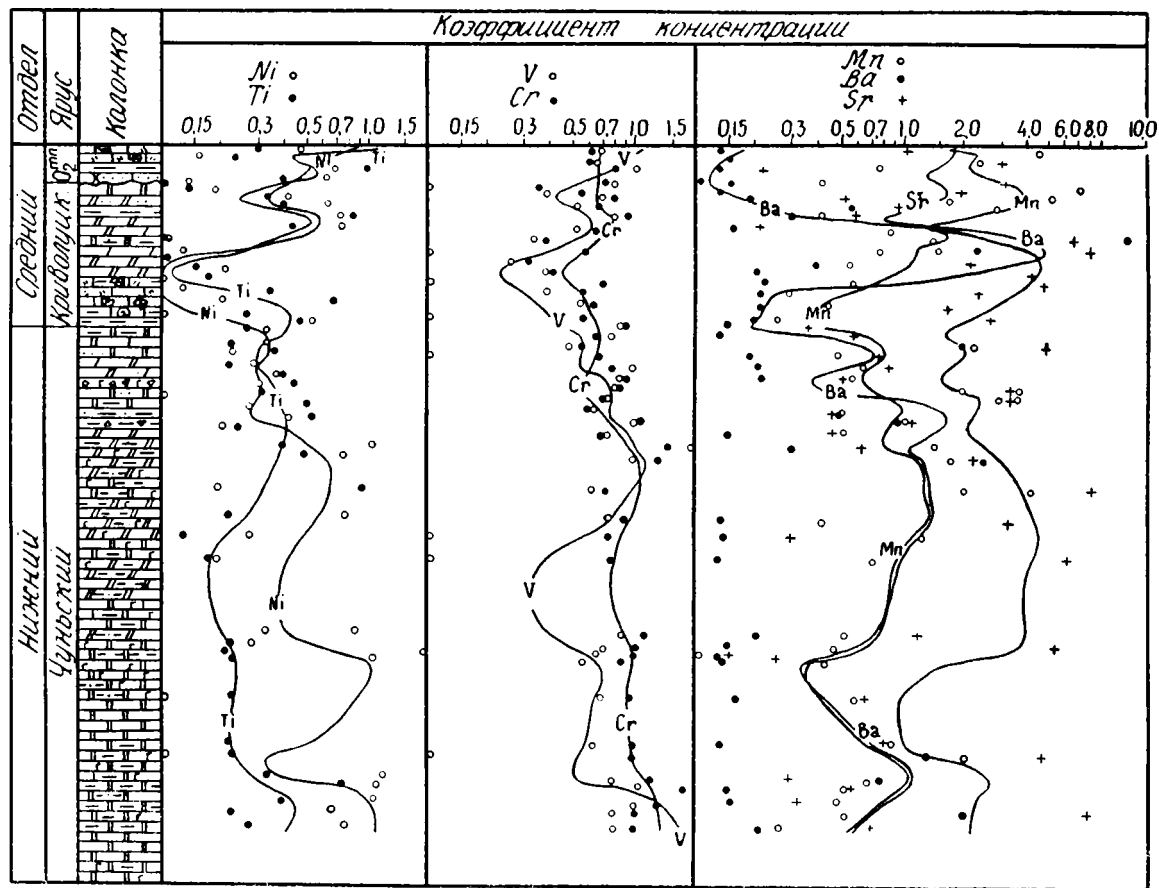 Коэффициент концентрации
Отдел
Ярус
Колонка
Ni ○
Ti ●
V ○
Cr ●
Mn ○
Ba ●
Sr +
0,15 0,3 0,5 0,7 1,0 1,5
0,15 0,3 0,5 0,7 1,0 1,5
0,15 0,3 0,5 0,7 1,0 2,0 4,0 6,0 8,0 10,0
Средний
Нижний
O₂ᵐⁿ
Криволуцк
Чуньский
Ni Ti
V
Sr Mn
Ba
Cr
Ba
Ti
Ni
V
Mn
Cr
Ti
Ba
Mn
V
Ni
Ti
Cr
Ba
V